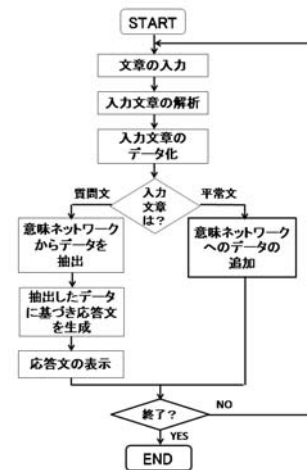 START
文章の入力
入力文章の解析
入力文章の
データ化
入力
文章
は？
質問文
平常文
意味ネットワーク
からデータを
抽出
意味ネットワーク
へのデータの
追加
抽出したデータ
に基づき応答文
を生成
応答文の表示
終了？
NO
YES
END